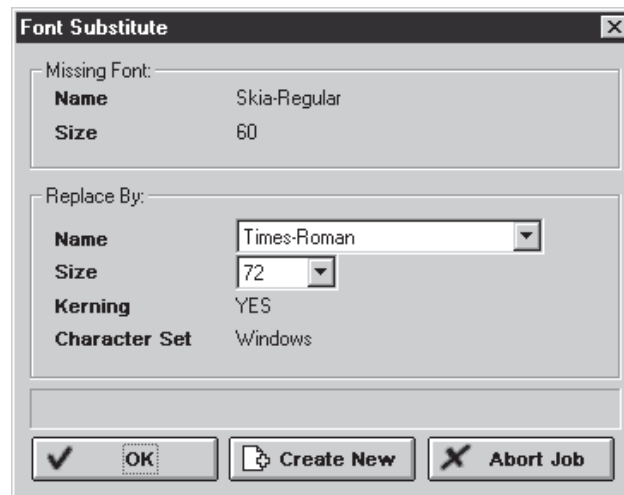 Font Substitute
Missing Font:
Name Skia-Regular
Size 60
Replace By:
Name Times-Roman
Size 72
Kerning YES
Character Set Windows
OK Create New Abort Job